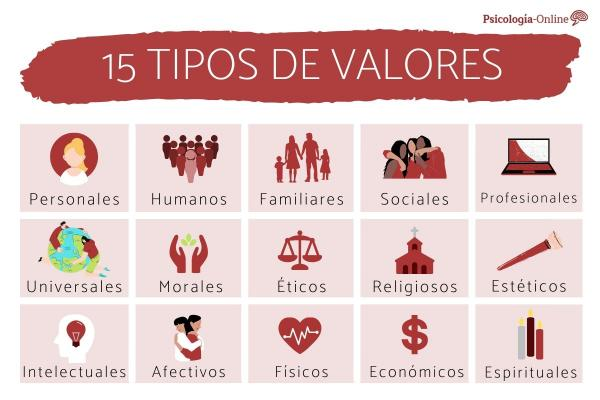 Psicología-Online
15 TIPOS DE VALORES
Personales
Humanos
Familiares
Sociales
Profesionales
Universales
Morales
Éticos
Religiosos
Estéticos
Intelectuales
Afectivos
Físicos
Económicos
Espirituales